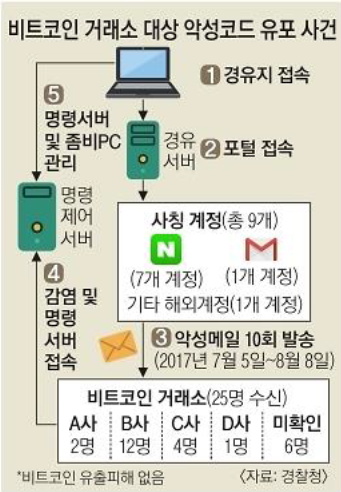 비트코인 거래소 대상 악성코드 유포 사건
❶ 경유지 접속
❺
명령서버
및 좀비PC
관리
경유
서버
❷ 포털 접속
명령
제어
서버
사칭 계정(총 9개)
N
M
(7개 계정)
(1개 계정)
기타 해외계정(1개 계정)
❹
감염 및
명령
서버
접속
❸ 악성메일 10회 발송
(2017년 7월 5일~8월 8일)
비트코인 거래소(25명 수신)
A사 B사 C사 D사 미확인
2명 12명 4명 1명 6명
*비트코인 유출피해 없음
〈자료: 경찰청〉